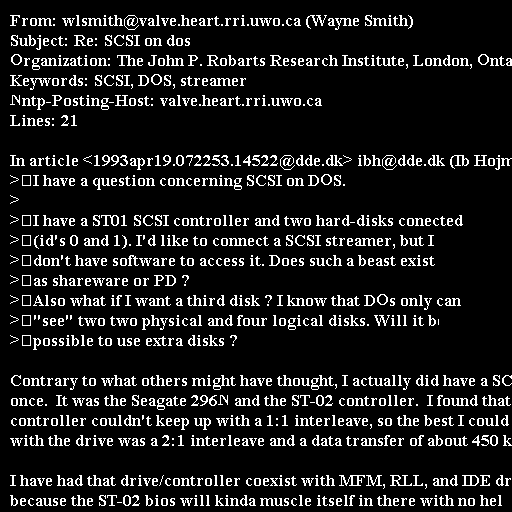 From: wlsmith@valve.heart.rri.uwo.ca (Wayne Smith)
Subject: Re: SCSI on dos
Organization: The John P. Robarts Research Institute, London, Onta
Keywords: SCSI, DOS, streamer
Nntp-Posting-Host: valve.heart.rri.uwo.ca
Lines: 21

In article <1993apr19.072253.14522@dde.dk> ibh@dde.dk (Ib Hojm
>▯I have a question concerning SCSI on DOS.
>
>▯I have a ST01 SCSI controller and two hard-disks conected
>▯(id's 0 and 1). I'd like to connect a SCSI streamer, but I
>▯don't have software to access it. Does such a beast exist
>▯as shareware or PD ?
>▯Also what if I want a third disk ? I know that DOs only can
>▯"see" two two physical and four logical disks. Will it be
>▯possible to use extra disks ?

Contrary to what others might have thought, I actually did have a SC
once.  It was the Seagate 296N and the ST-02 controller.  I found that
controller couldn't keep up with a 1:1 interleave, so the best I could
with the drive was a 2:1 interleave and a data transfer of about 450 k

I have had that drive/controller coexist with MFM, RLL, and IDE dr
because the ST-02 bios will kinda muscle itself in there with no hel